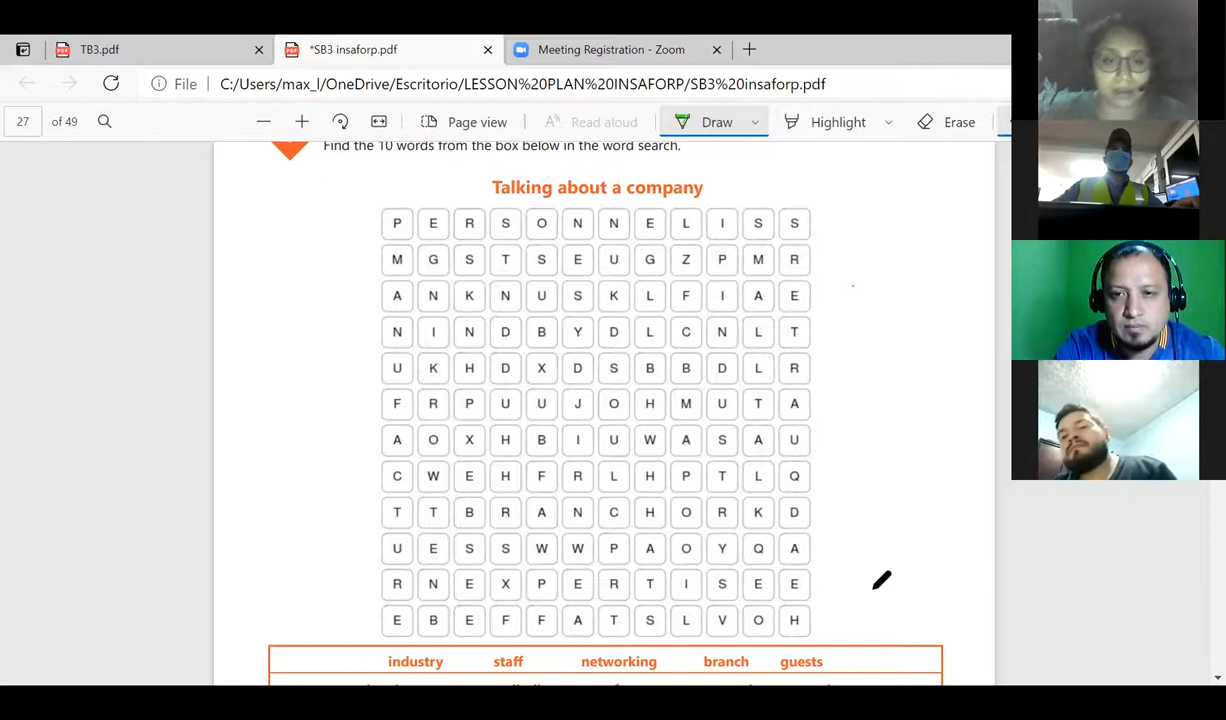 TB3.pdf
*SB3 insaforp.pdf
Meeting Registration - Zoom
File
C:/Users/max_l/OneDrive/Escritorio/LESSON%20PLAN%20INSAFORP/SB3%20insaforp.pdf
27 of 49
Page view
Read aloud
Draw
Highlight
Erase
Find the 10 words from the box below in the word search.
Talking about a company
P E R S O N N E L I S S
M G S T S E U G Z P M R
A N K N U S K L F I A E
N I N D B Y D L C N L T
U K H D X D S B B D L R
F R P U U J O H M U T A
A O X H B I U W A S A U
C W E H F R L H P T L Q
T T B R A N C H O R K D
U E S S W W P A O Y Q A
R N E X P E R T I S E E
E B E F F A T S L V O H
industry staff networking branch guests